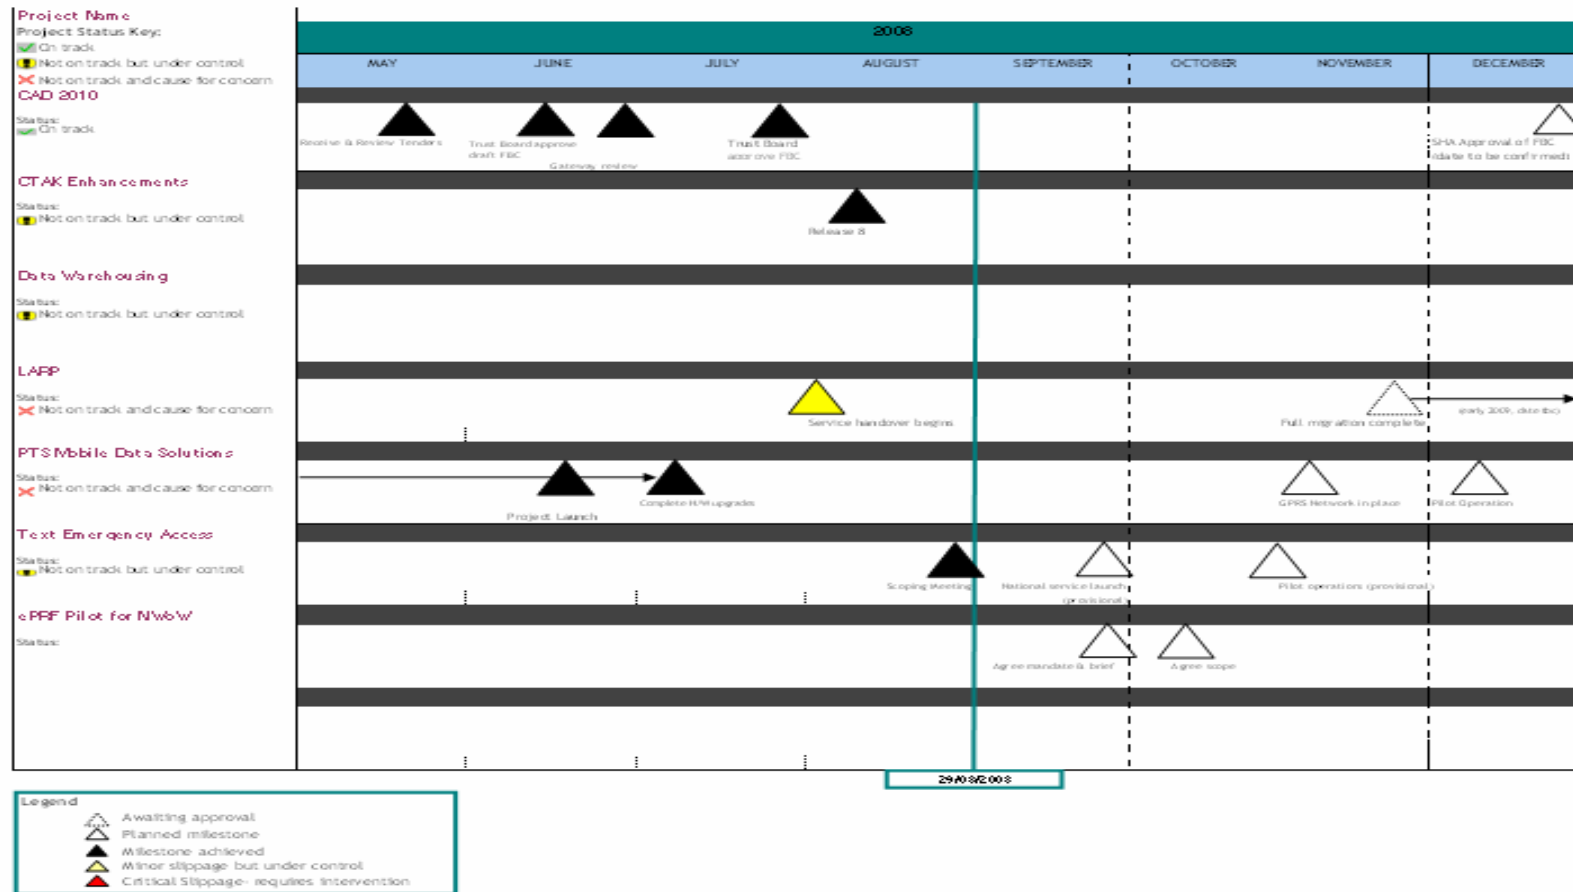 Project Name
Project Status Key:
On track
Not on track but under control
Not on track and cause for concern
2008
MAY JUNE JULY AUGUST SEPTEMBER OCTOBER NOVEMBER DECEMBER
CAD 2010
Status:
On track
Receive & Review Tenders
Trust Board approve
draft FBC
Gateway review
Trust Board
approve FBC
SHA Approval of FBC
(date to be confirmed)
CTAK Enhancements
Status:
Not on track but under control
Release 8
Data Warehousing
Status:
Not on track but under control
LARP
Status:
Not on track and cause for concern
Service handover begins
Full migration complete
(early 2009, date tbc)
PTS Mobile Data Solutions
Status:
Not on track and cause for concern
Project Launch
Complete H/W upgrades
GPRS Network in place
Pilot Operation
Text Emergency Access
Status:
Not on track but under control
Scoping Meeting
National service launch
(provisional)
Pilot operations (provisional)
ePRF Pilot for NWoW
Status:
Agree mandate & brief
Agree scope
29/08/2008
Legend
Awaiting approval
Planned milestone
Milestone achieved
Minor slippage but under control
Critical Slippage- requires intervention